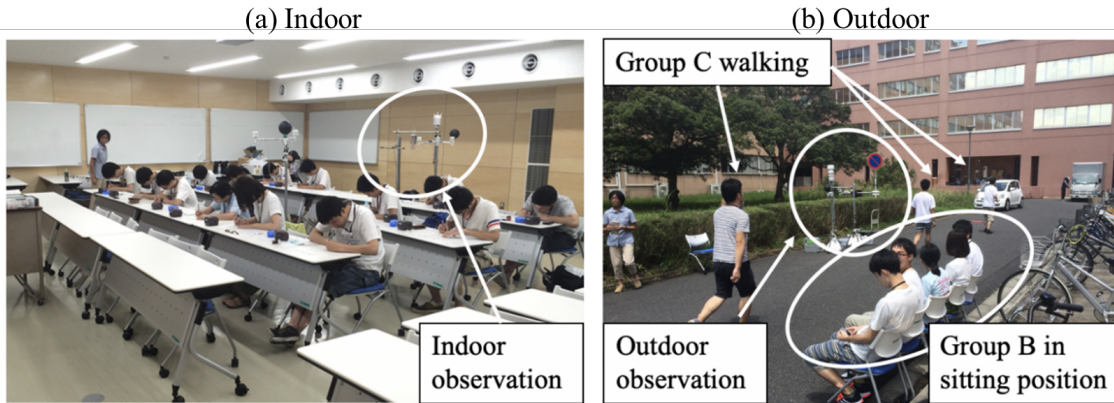 (a) Indoor
(b) Outdoor
Group C walking
Indoor
observation
Outdoor
observation
Group B in
sitting position